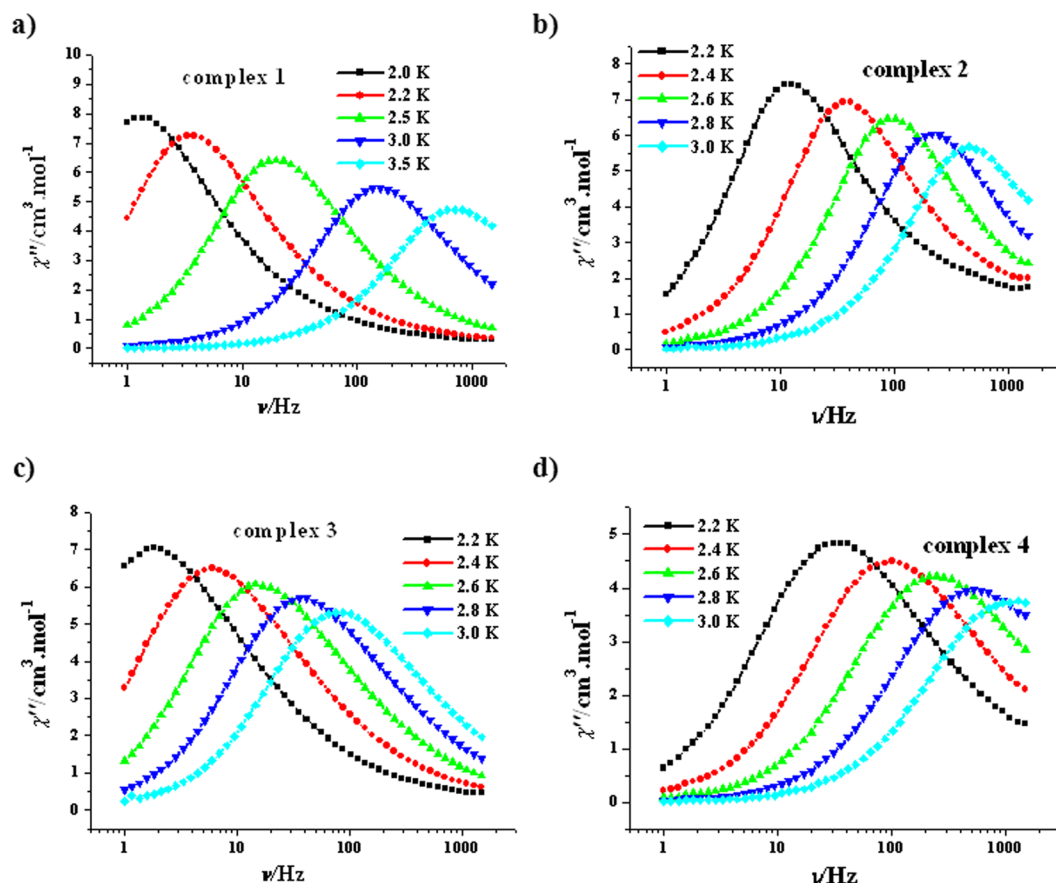 a)
complex 1
2.0 K
2.2 K
2.5 K
3.0 K
3.5 K
χ''/cm³.mol⁻¹
10
9
8
7
6
5
4
3
2
1
0
1
10
100
1000
ν/Hz
b)
complex 2
2.2 K
2.4 K
2.6 K
2.8 K
3.0 K
χ''/cm³.mol⁻¹
8
7
6
5
4
3
2
1
0
1
10
100
1000
ν/Hz
c)
complex 3
2.2 K
2.4 K
2.6 K
2.8 K
3.0 K
χ''/cm³.mol⁻¹
8
7
6
5
4
3
2
1
0
1
10
100
1000
ν/Hz
d)
complex 4
2.2 K
2.4 K
2.6 K
2.8 K
3.0 K
χ''/cm³.mol⁻¹
5
4
3
2
1
0
1
10
100
1000
ν/Hz